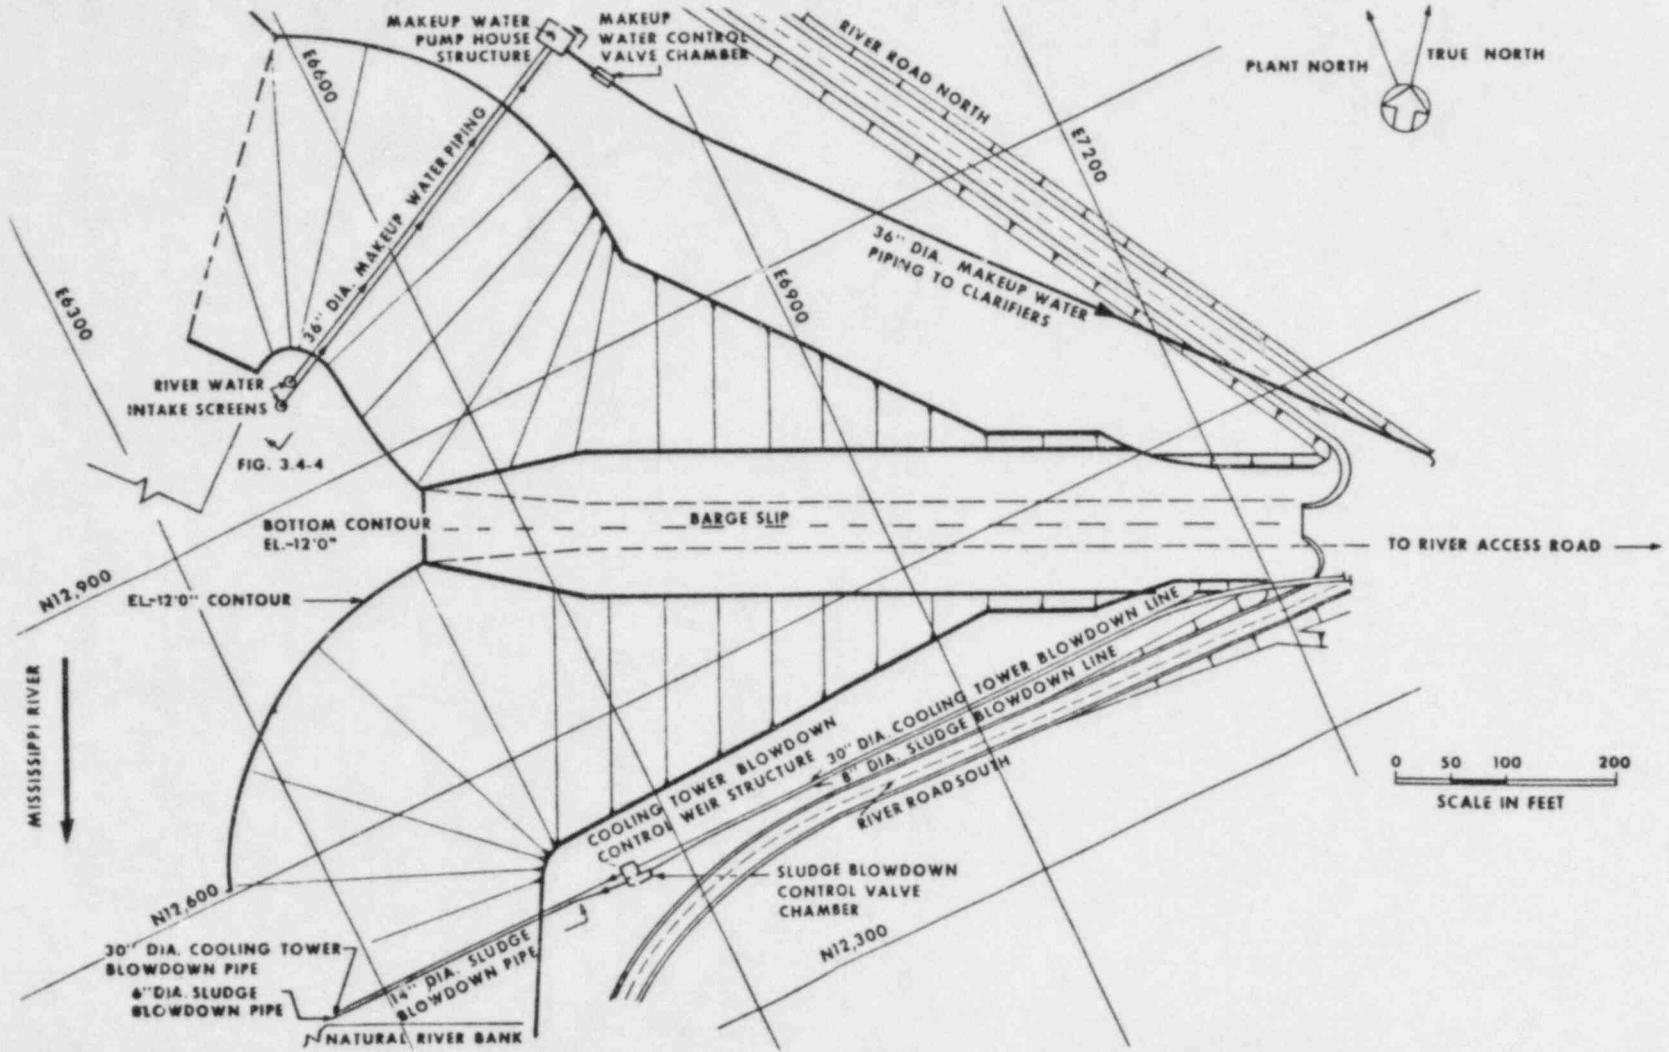 MAKEUP WATER
PUMP HOUSE
STRUCTURE
MAKEUP
WATER CONTROL
VALVE CHAMBER
RIVER ROAD NORTH
PLANT NORTH
TRUE NORTH
E6600
E7200
36" DIA. MAKEUP WATER PIPING
36" DIA. MAKEUP WATER
PIPING TO CLARIFIERS
E6300
E6900
RIVER WATER
INTAKE SCREENS
FIG. 3.4-4
BOTTOM CONTOUR
EL.-12'0"
BARGE SLIP
TO RIVER ACCESS ROAD
N12,900
EL.-12'0" CONTOUR
MISSISSIPPI RIVER
30" DIA. COOLING TOWER BLOWDOWN LINE
8" DIA. SLUDGE BLOWDOWN LINE
COOLING TOWER BLOWDOWN
CONTROL WEIR STRUCTURE
RIVER ROAD SOUTH
0 50 100 200
SCALE IN FEET
SLUDGE BLOWDOWN
CONTROL VALVE
CHAMBER
N12,600
N12,300
30" DIA. COOLING TOWER
BLOWDOWN PIPE
6" DIA. SLUDGE
BLOWDOWN PIPE
14" DIA. SLUDGE
BLOWDOWN PIPE
NATURAL RIVER BANK